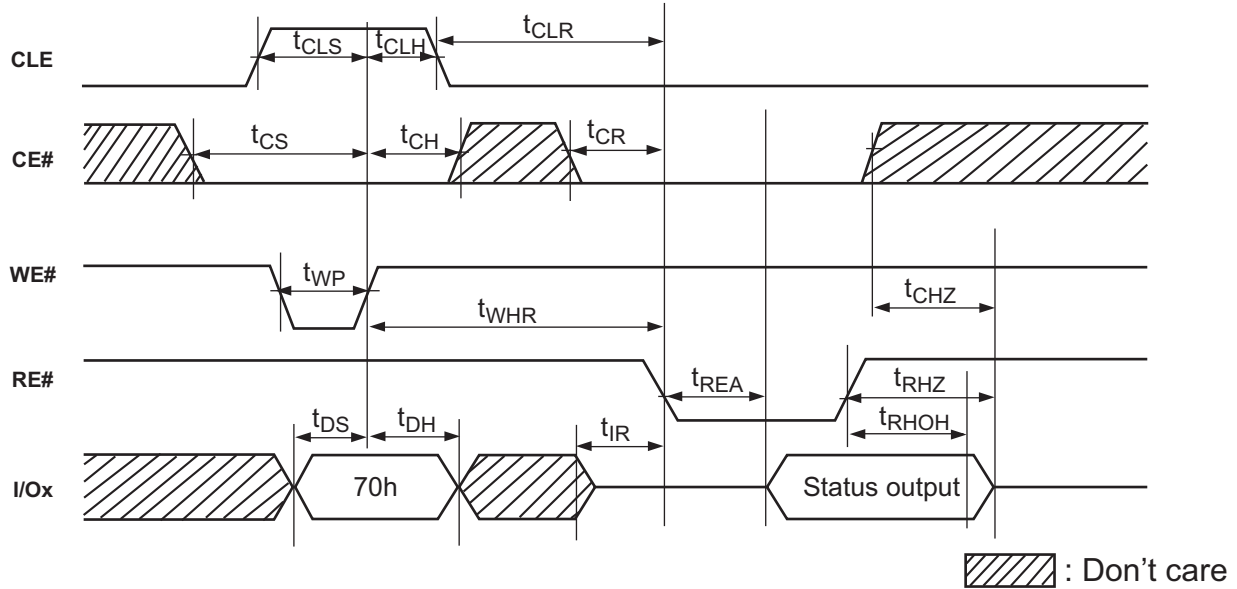 CLE
tCLS
tCLH
tCLR
CE#
tCS
tCH
tCR
WE#
tWP
tWHR
tCHZ
RE#
tREA
tRHZ
tRHOH
tDS
tDH
tIR
I/Ox
70h
Status output
: Don't care